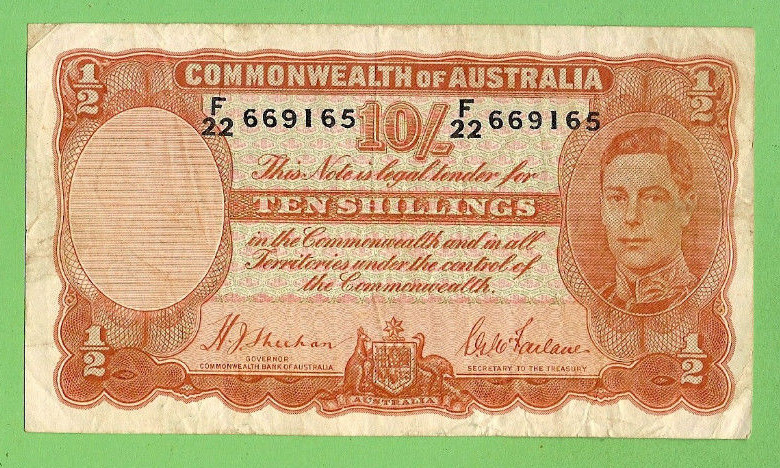 1/2 COMMONWEALTH OF AUSTRALIA 1/2
F/22 669165 10/- F/22 669165
This Note is legal tender for
TEN SHILLINGS
in the Commonwealth and in all
Territories under the control of
the Commonwealth.
H. J. Sheehan
GOVERNOR
COMMONWEALTH BANK OF AUSTRALIA
S. G. McFarlane
SECRETARY TO THE TREASURY
1/2 AUSTRALIA 1/2